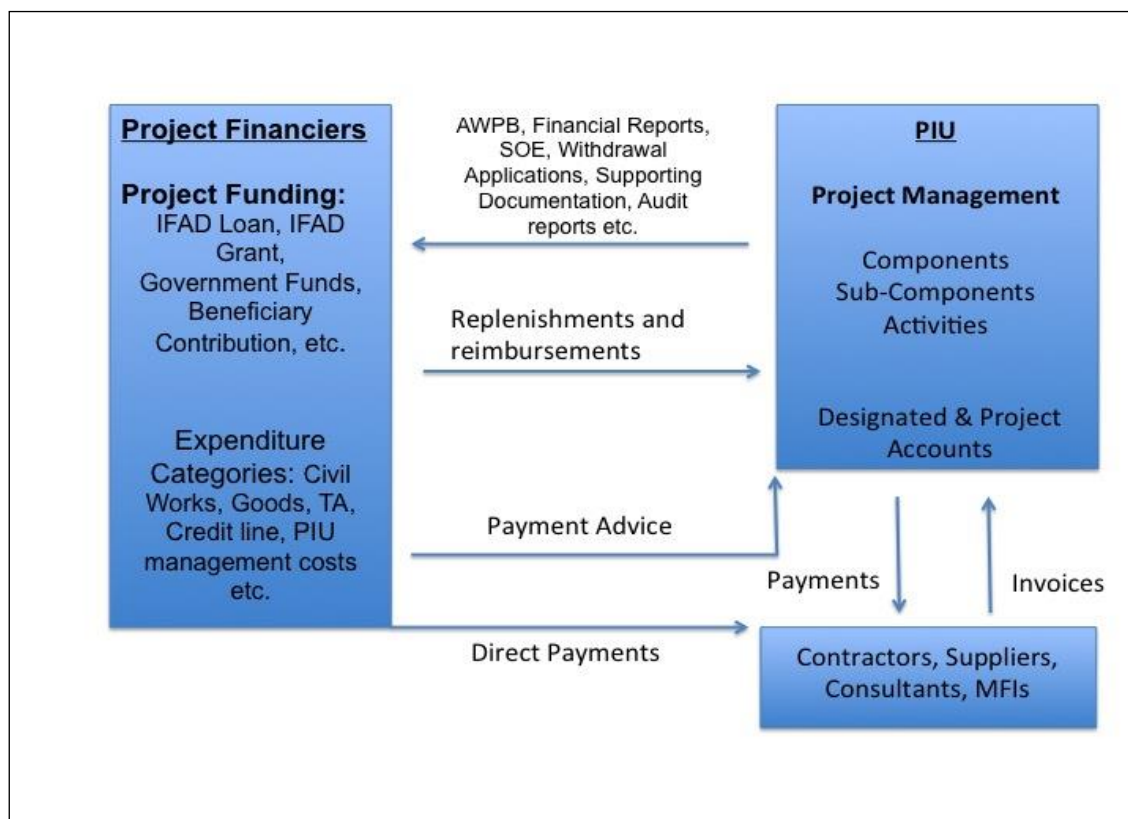 Project Financiers
Project Funding:
IFAD Loan, IFAD
Grant,
Government Funds,
Beneficiary
Contribution, etc.
Expenditure
Categories: Civil
Works, Goods, TA,
Credit line, PIU
management costs
etc.
AWPB, Financial Reports,
SOE, Withdrawal
Applications, Supporting
Documentation, Audit
reports etc.
Replenishments and
reimbursements
Payment Advice
Direct Payments
PIU
Project Management
Components
Sub-Components
Activities
Designated & Project
Accounts
Payments
Invoices
Contractors, Suppliers,
Consultants, MFIs